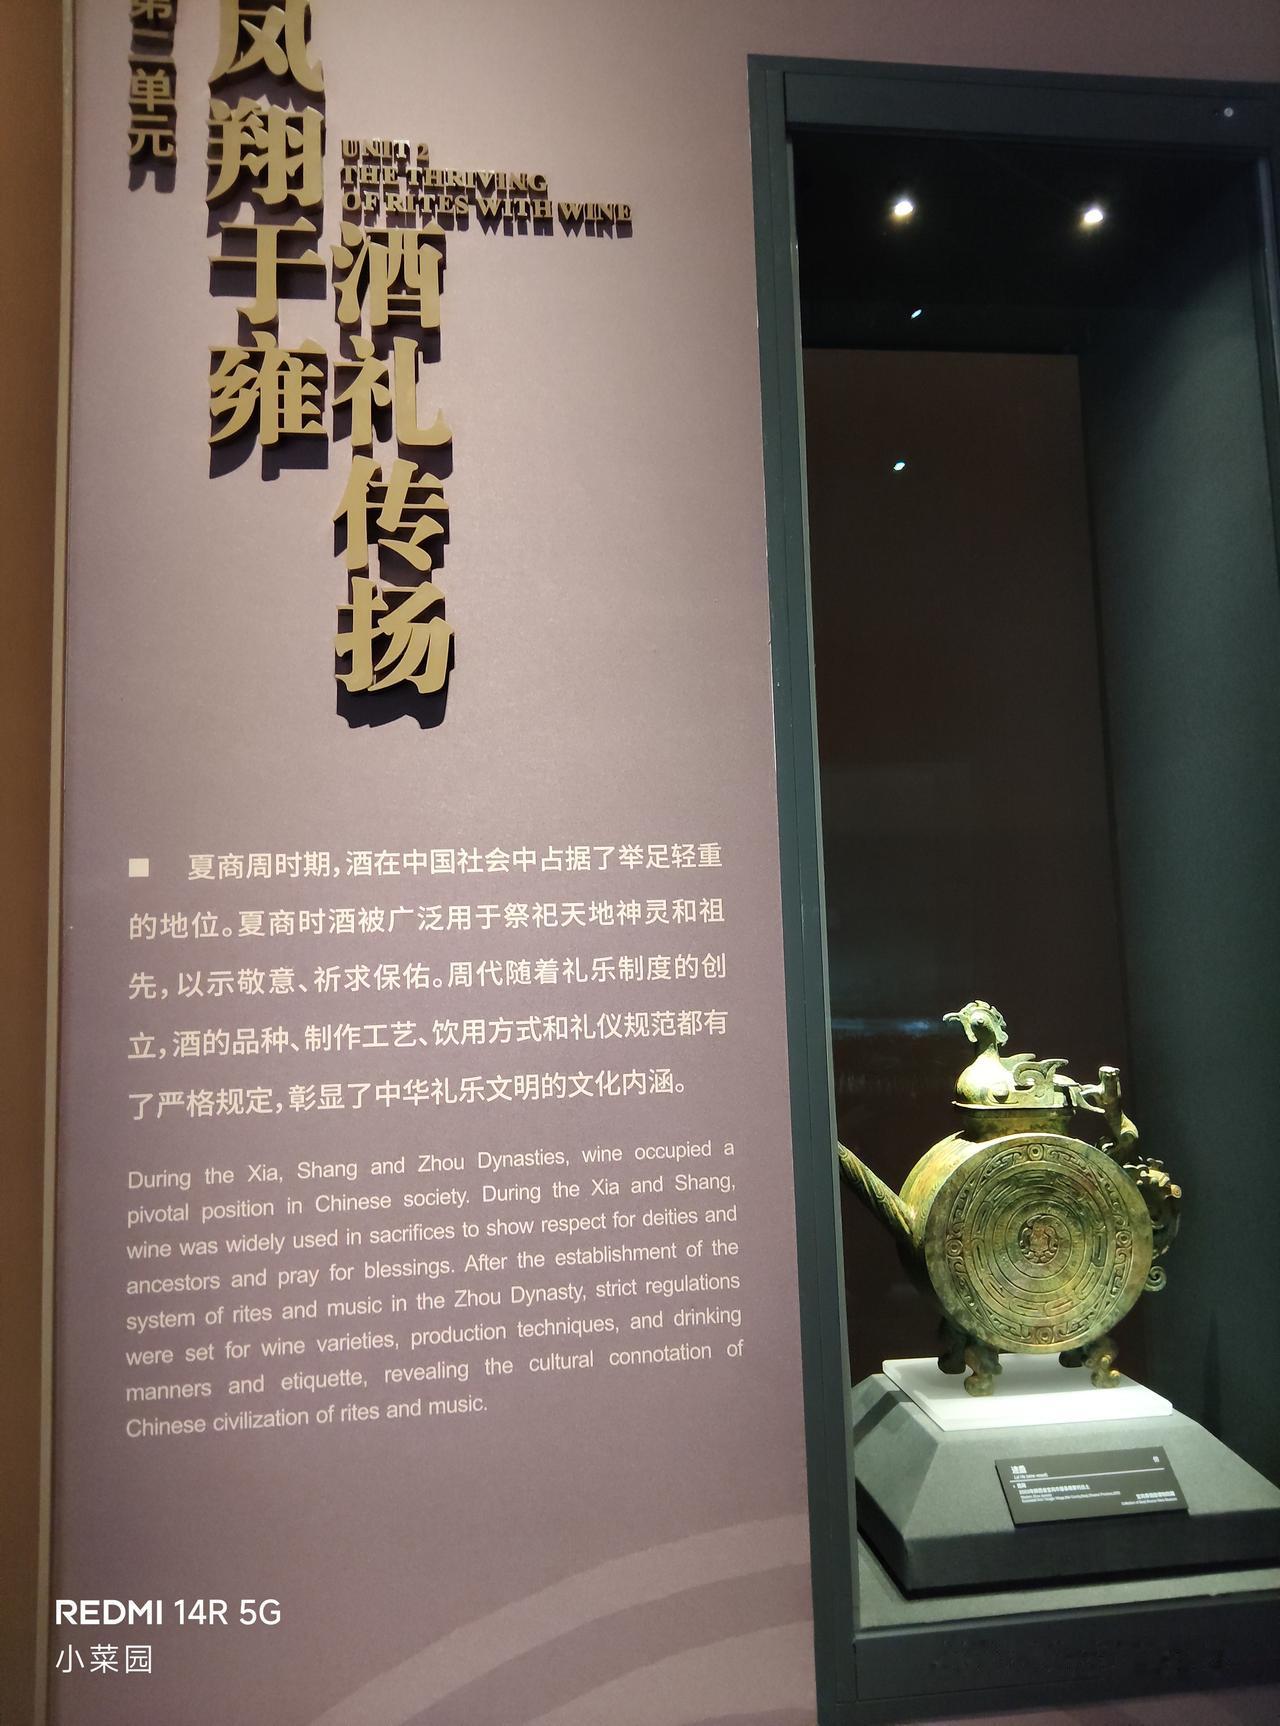 第二单元
凤翔于雍
酒礼传扬
UNIT 2
THE THRIVING
OF RITES WITH WINE
■ 夏商周时期，酒在中国社会中占据了举足轻重
的地位。夏商时酒被广泛用于祭祀天地神灵和祖
先，以示敬意、祈求保佑。周代随着礼乐制度的创
立，酒的品种、制作工艺、饮用方式和礼仪规范都有
了严格规定，彰显了中华礼乐文明的文化内涵。
During the Xia, Shang and Zhou Dynasties, wine occupied a
pivotal position in Chinese society. During the Xia and Shang,
wine was widely used in sacrifices to show respect for deities and
ancestors and pray for blessings. After the establishment of the
system of rites and music in the Zhou Dynasty, strict regulations
were set for wine varieties, production techniques, and drinking
manners and etiquette, revealing the cultural connotation of
Chinese civilization of rites and music.
REDMI 14R 5G
小菜园